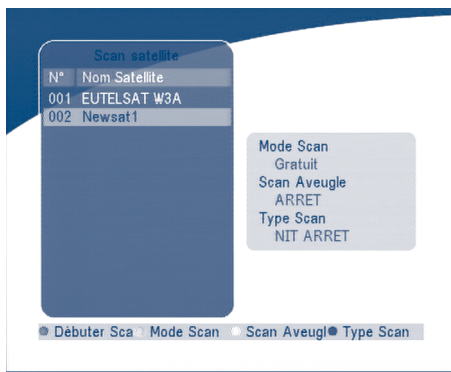 Scan satellite
N° Nom Satellite
001 EUTELSAT W3A
002 Newsat1
Mode Scan
Gratuit
Scan Aveugle
ARRET
Type Scan
NIT ARRET
Dèbuter Sca Mode Scan Scan Aveugl Type Scan